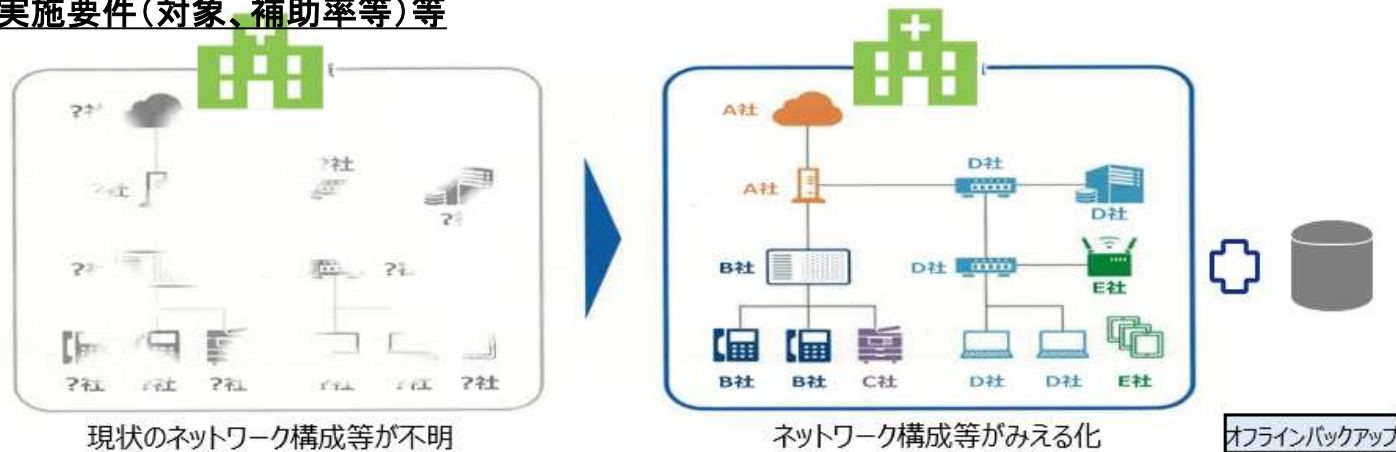 実施要件(対象、補助率等)等
?社
?社
?社
?社
?社
?社
?社
?社
A社
D社
A社
D社
B社
D社
E社
B社
B社
C社
D社
D社
E社
現状のネットワーク構成等が不明
ネットワーク構成等がみえる化
オフラインバックアップ